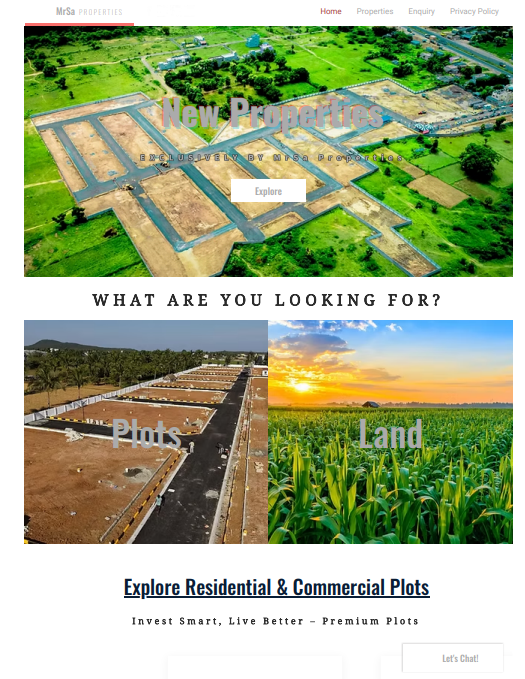 MrSa PROPERTIES
Home Properties Enquiry Privacy Policy
New Properties
EXCLUSIVELY BY MrSa Properties
Explore
WHAT ARE YOU LOOKING FOR?
Plots Land
Explore Residential & Commercial Plots
Invest Smart, Live Better – Premium Plots
Let's Chat!